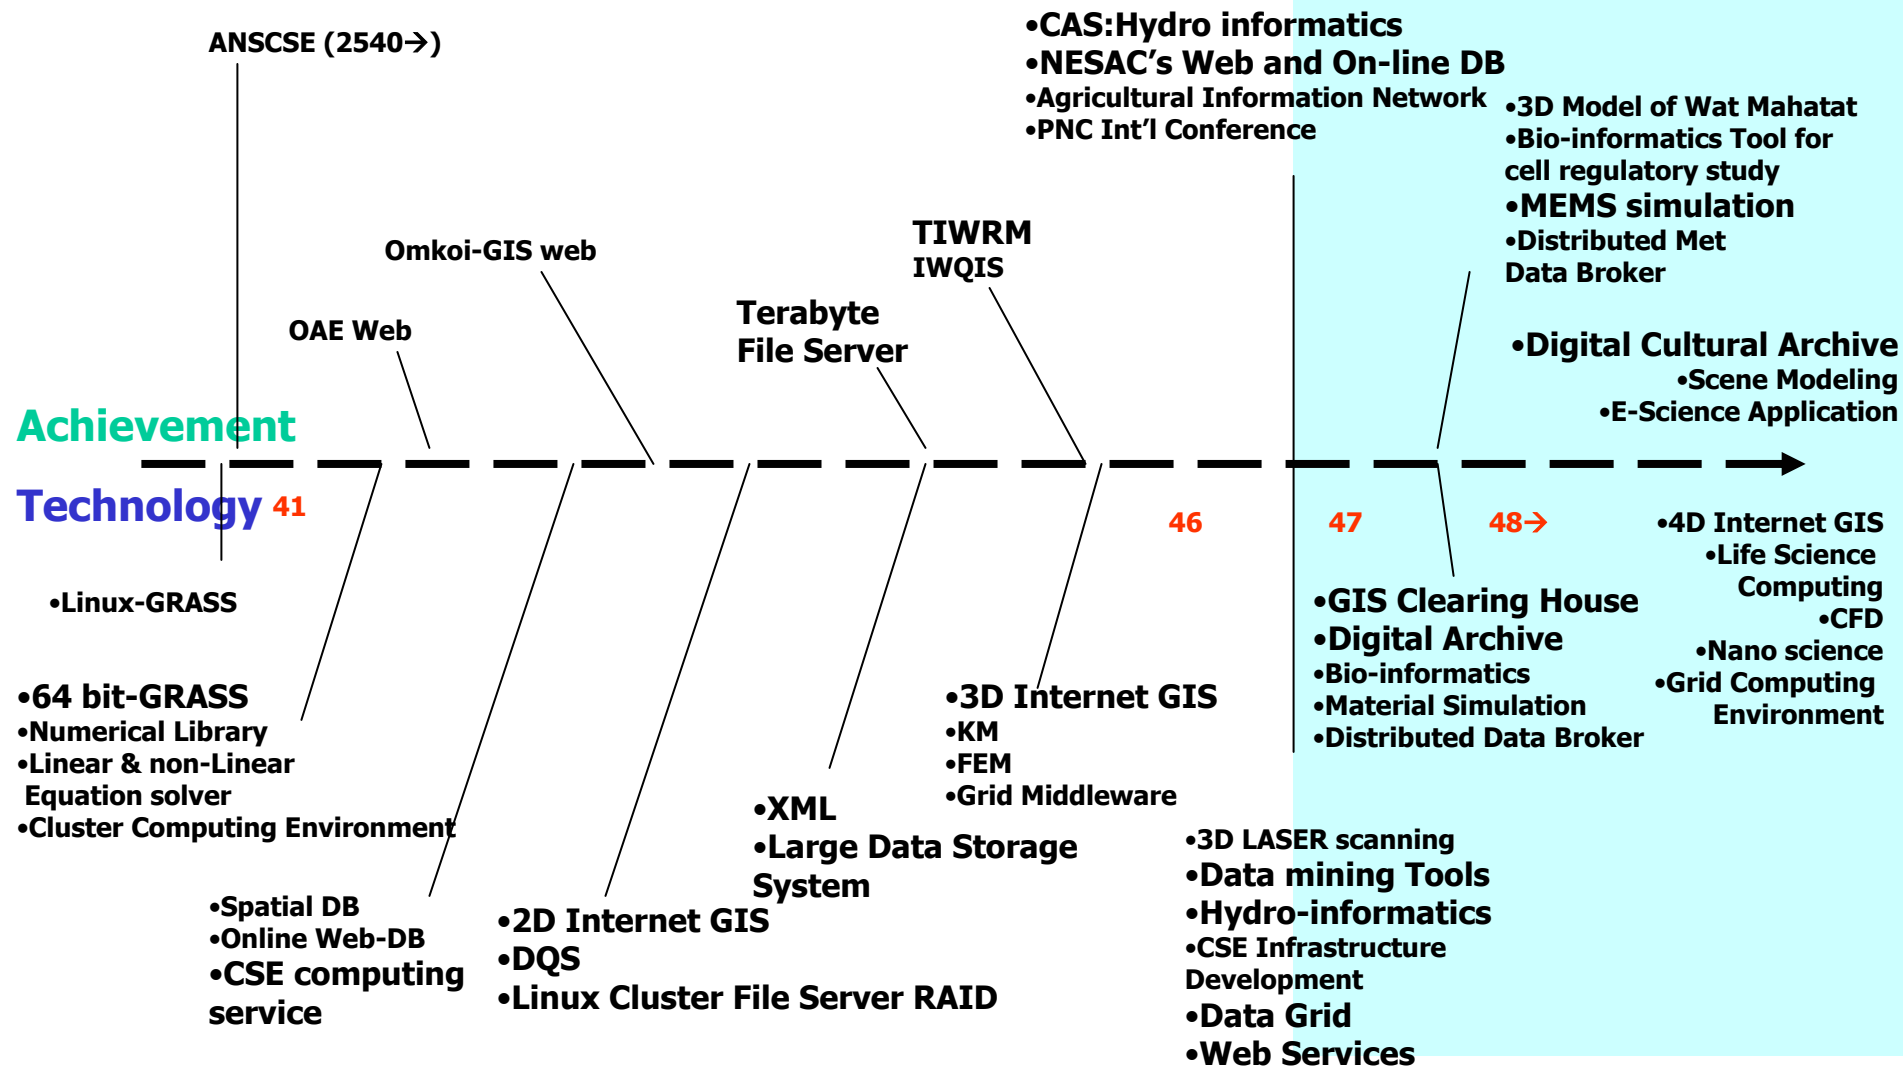 ANSCSE (2540→)
•CAS:Hydro informatics
•NESAC’s Web and On-line DB
•Agricultural Information Network
•PNC Int’l Conference
•3D Model of Wat Mahatat
•Bio-informatics Tool for
cell regulatory study
•MEMS simulation
•Distributed Met
Data Broker
Omkoi-GIS web
TIWRM
IWQIS
OAE Web
Terabyte
File Server
•Digital Cultural Archive
•Scene Modeling
•E-Science Application
Achievement
Technology
41
46
47
48→
•Linux-GRASS
•64 bit-GRASS
•Numerical Library
•Linear & non-Linear
Equation solver
•Cluster Computing Environment
•Spatial DB
•Online Web-DB
•CSE computing
service
•2D Internet GIS
•DQS
•Linux Cluster File Server RAID
•XML
•Large Data Storage
System
•3D Internet GIS
•KM
•FEM
•Grid Middleware
•3D LASER scanning
•Data mining Tools
•Hydro-informatics
•CSE Infrastructure
Development
•Data Grid
•Web Services
•GIS Clearing House
•Digital Archive
•Bio-informatics
•Material Simulation
•Distributed Data Broker
•4D Internet GIS
•Life Science
Computing
•CFD
•Nano science
•Grid Computing
Environment